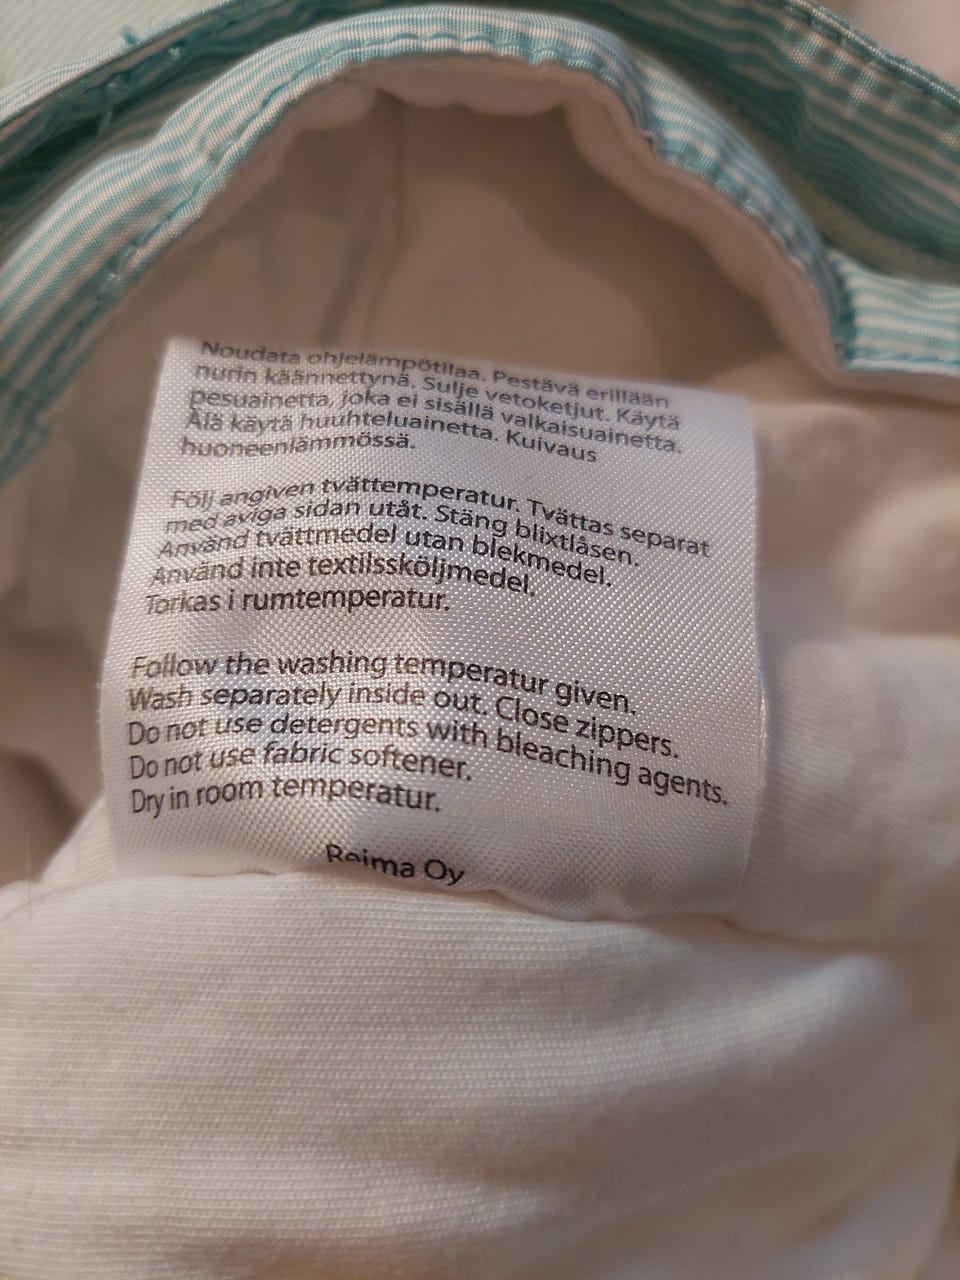 Noudata ohjelämpötilaa. Pestävä erillään
nurin käännettynä. Sulje vetoketjut. Käytä
pesuainetta, joka ei sisällä valkaisuainetta.
Älä käytä huuhteluainetta. Kuivaus
huoneenlämmössä.
Följ angiven tvättemperatur. Tvättas separat
med aviga sidan utåt. Stäng blixtlåsen.
Använd tvättmedel utan blekmedel.
Använd inte textilssköljmedel.
Torkas i rumtemperatur.
Follow the washing temperatur given.
Wash separately inside out. Close zippers.
Do not use detergents with bleaching agents.
Do not use fabric softener.
Dry in room temperatur.
Reima Oy